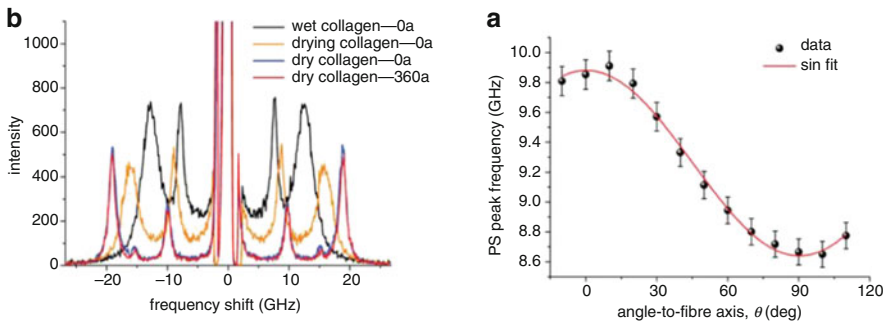 b
1000
800
600
400
200
0
intensity
−20
−10
0
10
20
frequency shift (GHz)
wet collagen—0a
drying collagen—0a
dry collagen—0a
dry collagen—360a
a
10.0
9.8
9.6
9.4
9.2
9.0
8.8
8.6
PS peak frequency (GHz)
0
30
60
90
120
angle-to-fibre axis, θ (deg)
data
sin fit